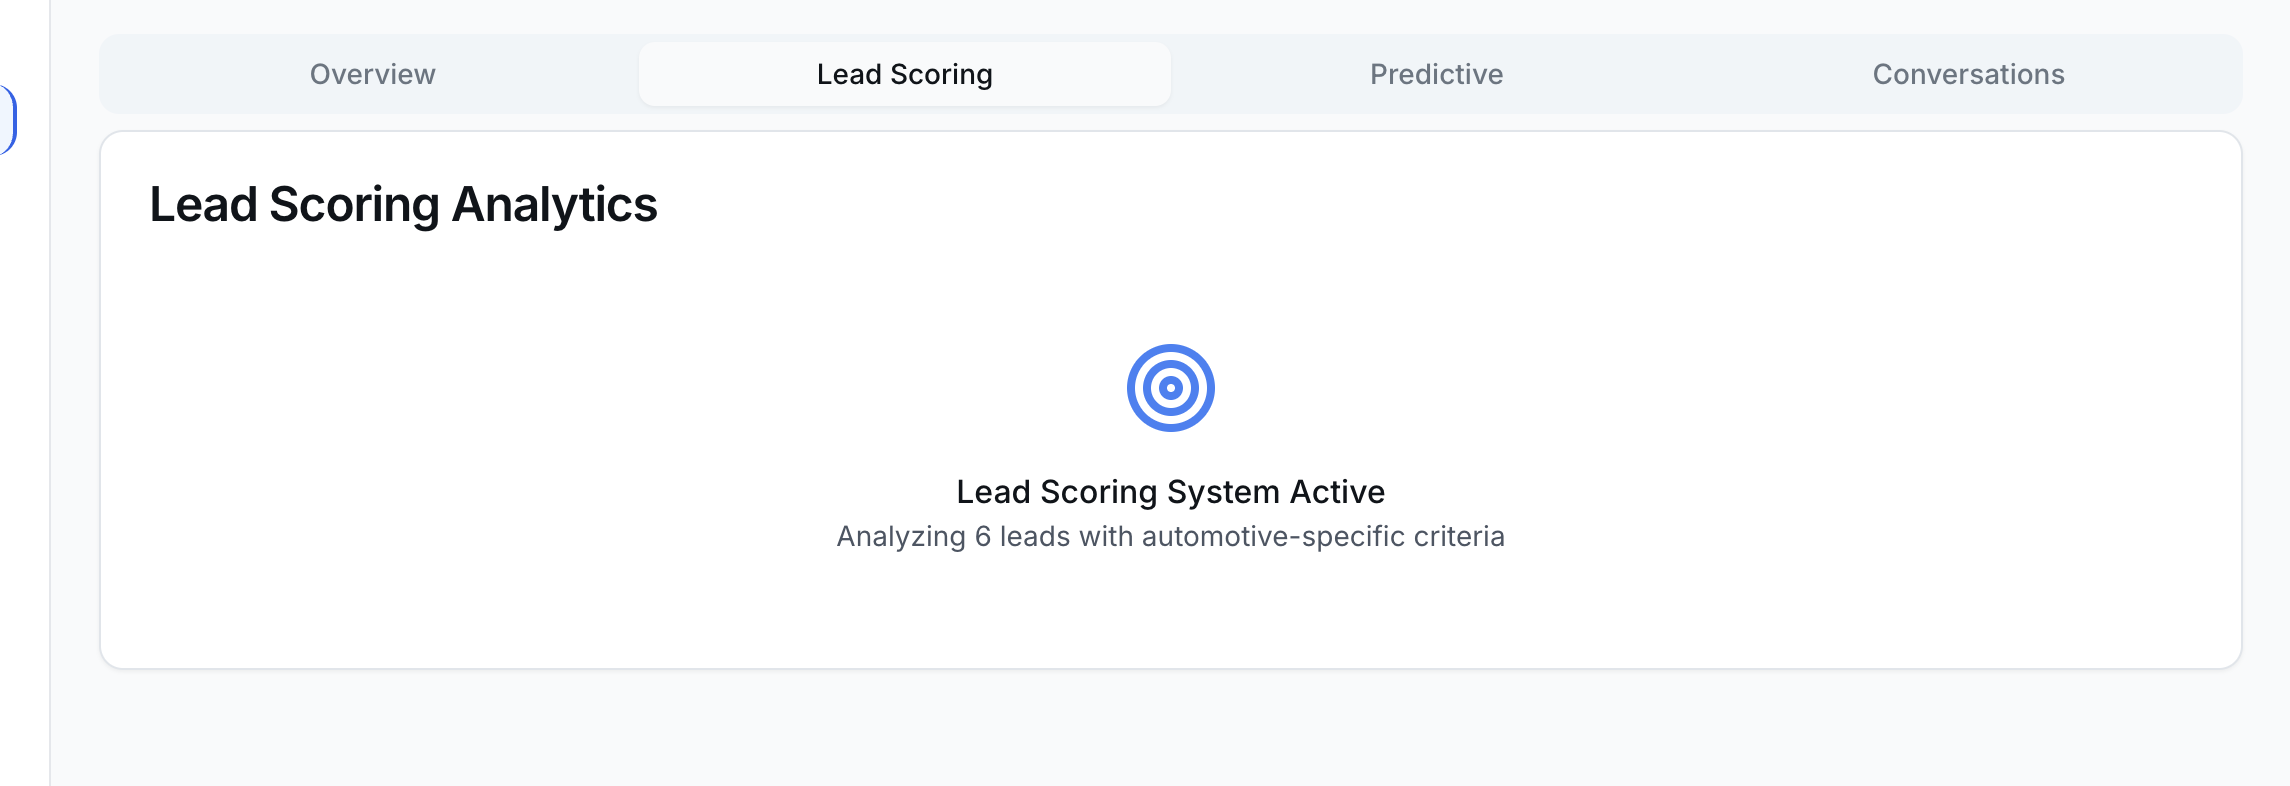 Overview
Lead Scoring
Predictive
Conversations
Lead Scoring Analytics
Lead Scoring System Active
Analyzing 6 leads with automotive-specific criteria